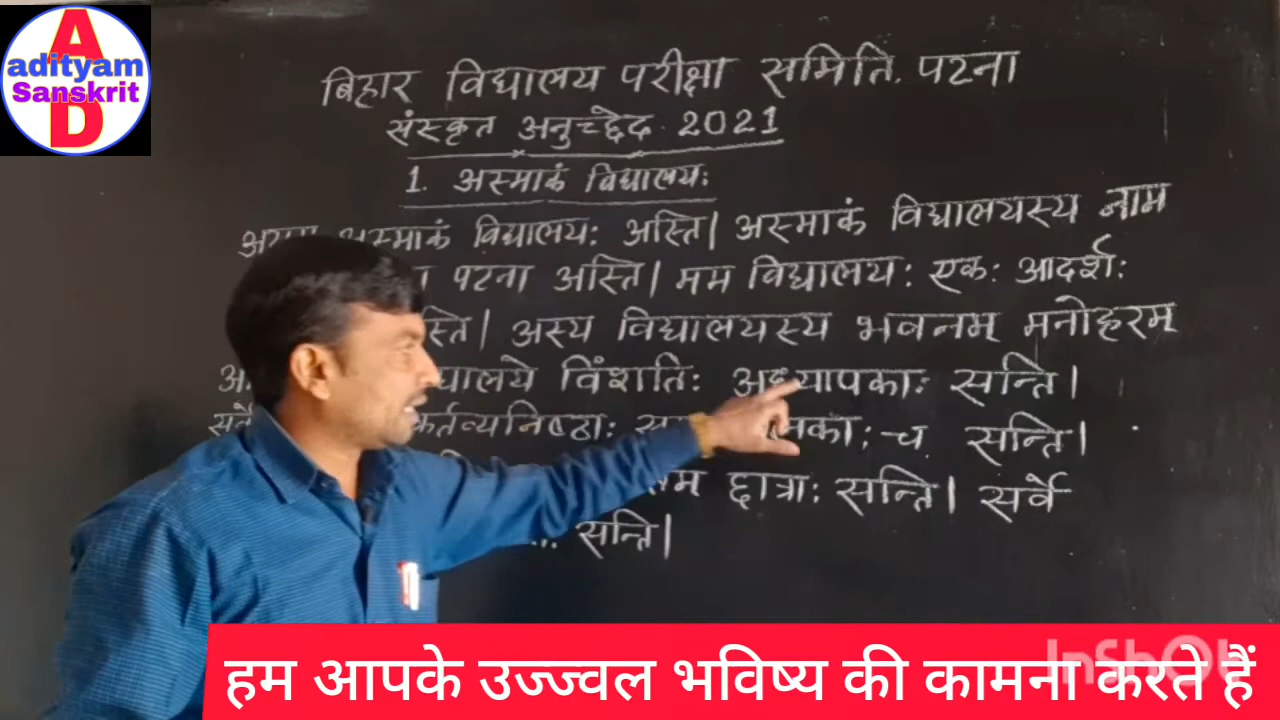 A
adityam
Sanskrit
D
बिहार विद्यालय परीक्षा समिति. पटना
संस्कृत अनुच्छेद. 2021
1. अस्माकं विद्यालयः
अस्माकं विद्यालयः अस्ति। अस्माकं विद्यालयस्य नाम
पटना अस्ति। मम विद्यालयः एकः आदर्शः
अस्य विद्यालयस्य भवनम् मनोहरम्
विंशतिः अध्यापकाः सन्ति।
कर्तव्यनिष्ठाः च. सन्ति।
छात्राः सन्ति। सर्वे
सन्ति।
हम आपके उज्ज्वल भविष्य की कामना करते हैं
InShOt